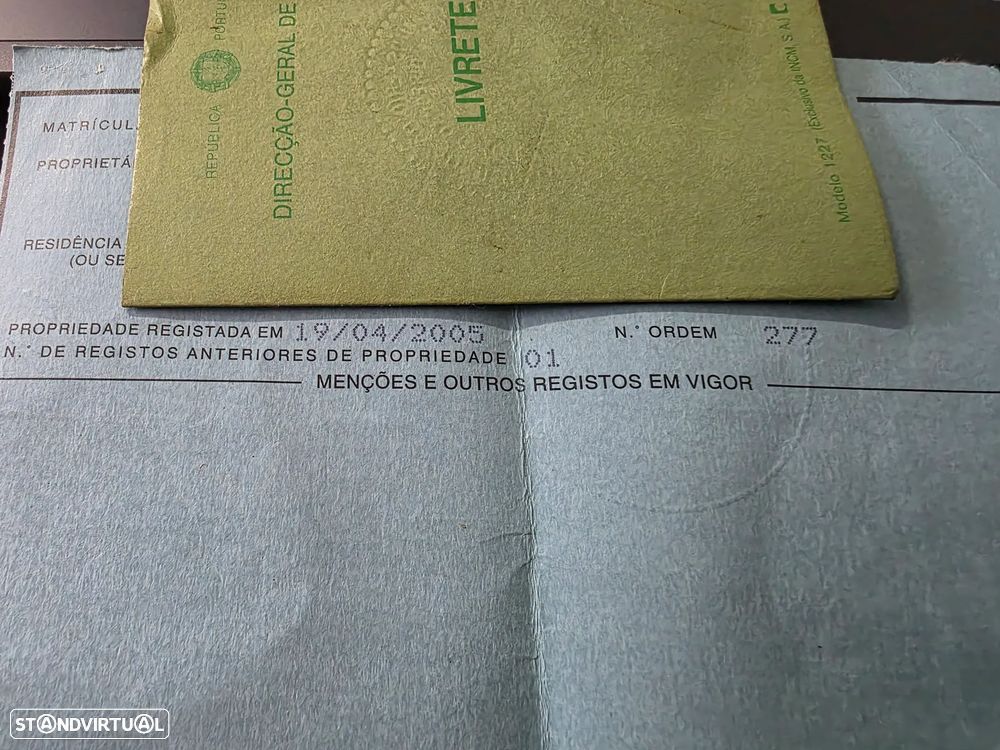 REPÚBLICA PORTU
DIRECÇÃO-GERAL DE
LIVRETE
Modelo 1227 (Exclusivo da INCM, S. A.)
MATRÍCUL
PROPRIETÁ
RESIDÊNCIA
(OU SE
PROPRIEDADE REGISTADA EM 19/04/2005 N.° ORDEM 277
N.° DE REGISTOS ANTERIORES DE PROPRIEDADE 01
MENÇÕES E OUTROS REGISTOS EM VIGOR
STANDVIRTUAL